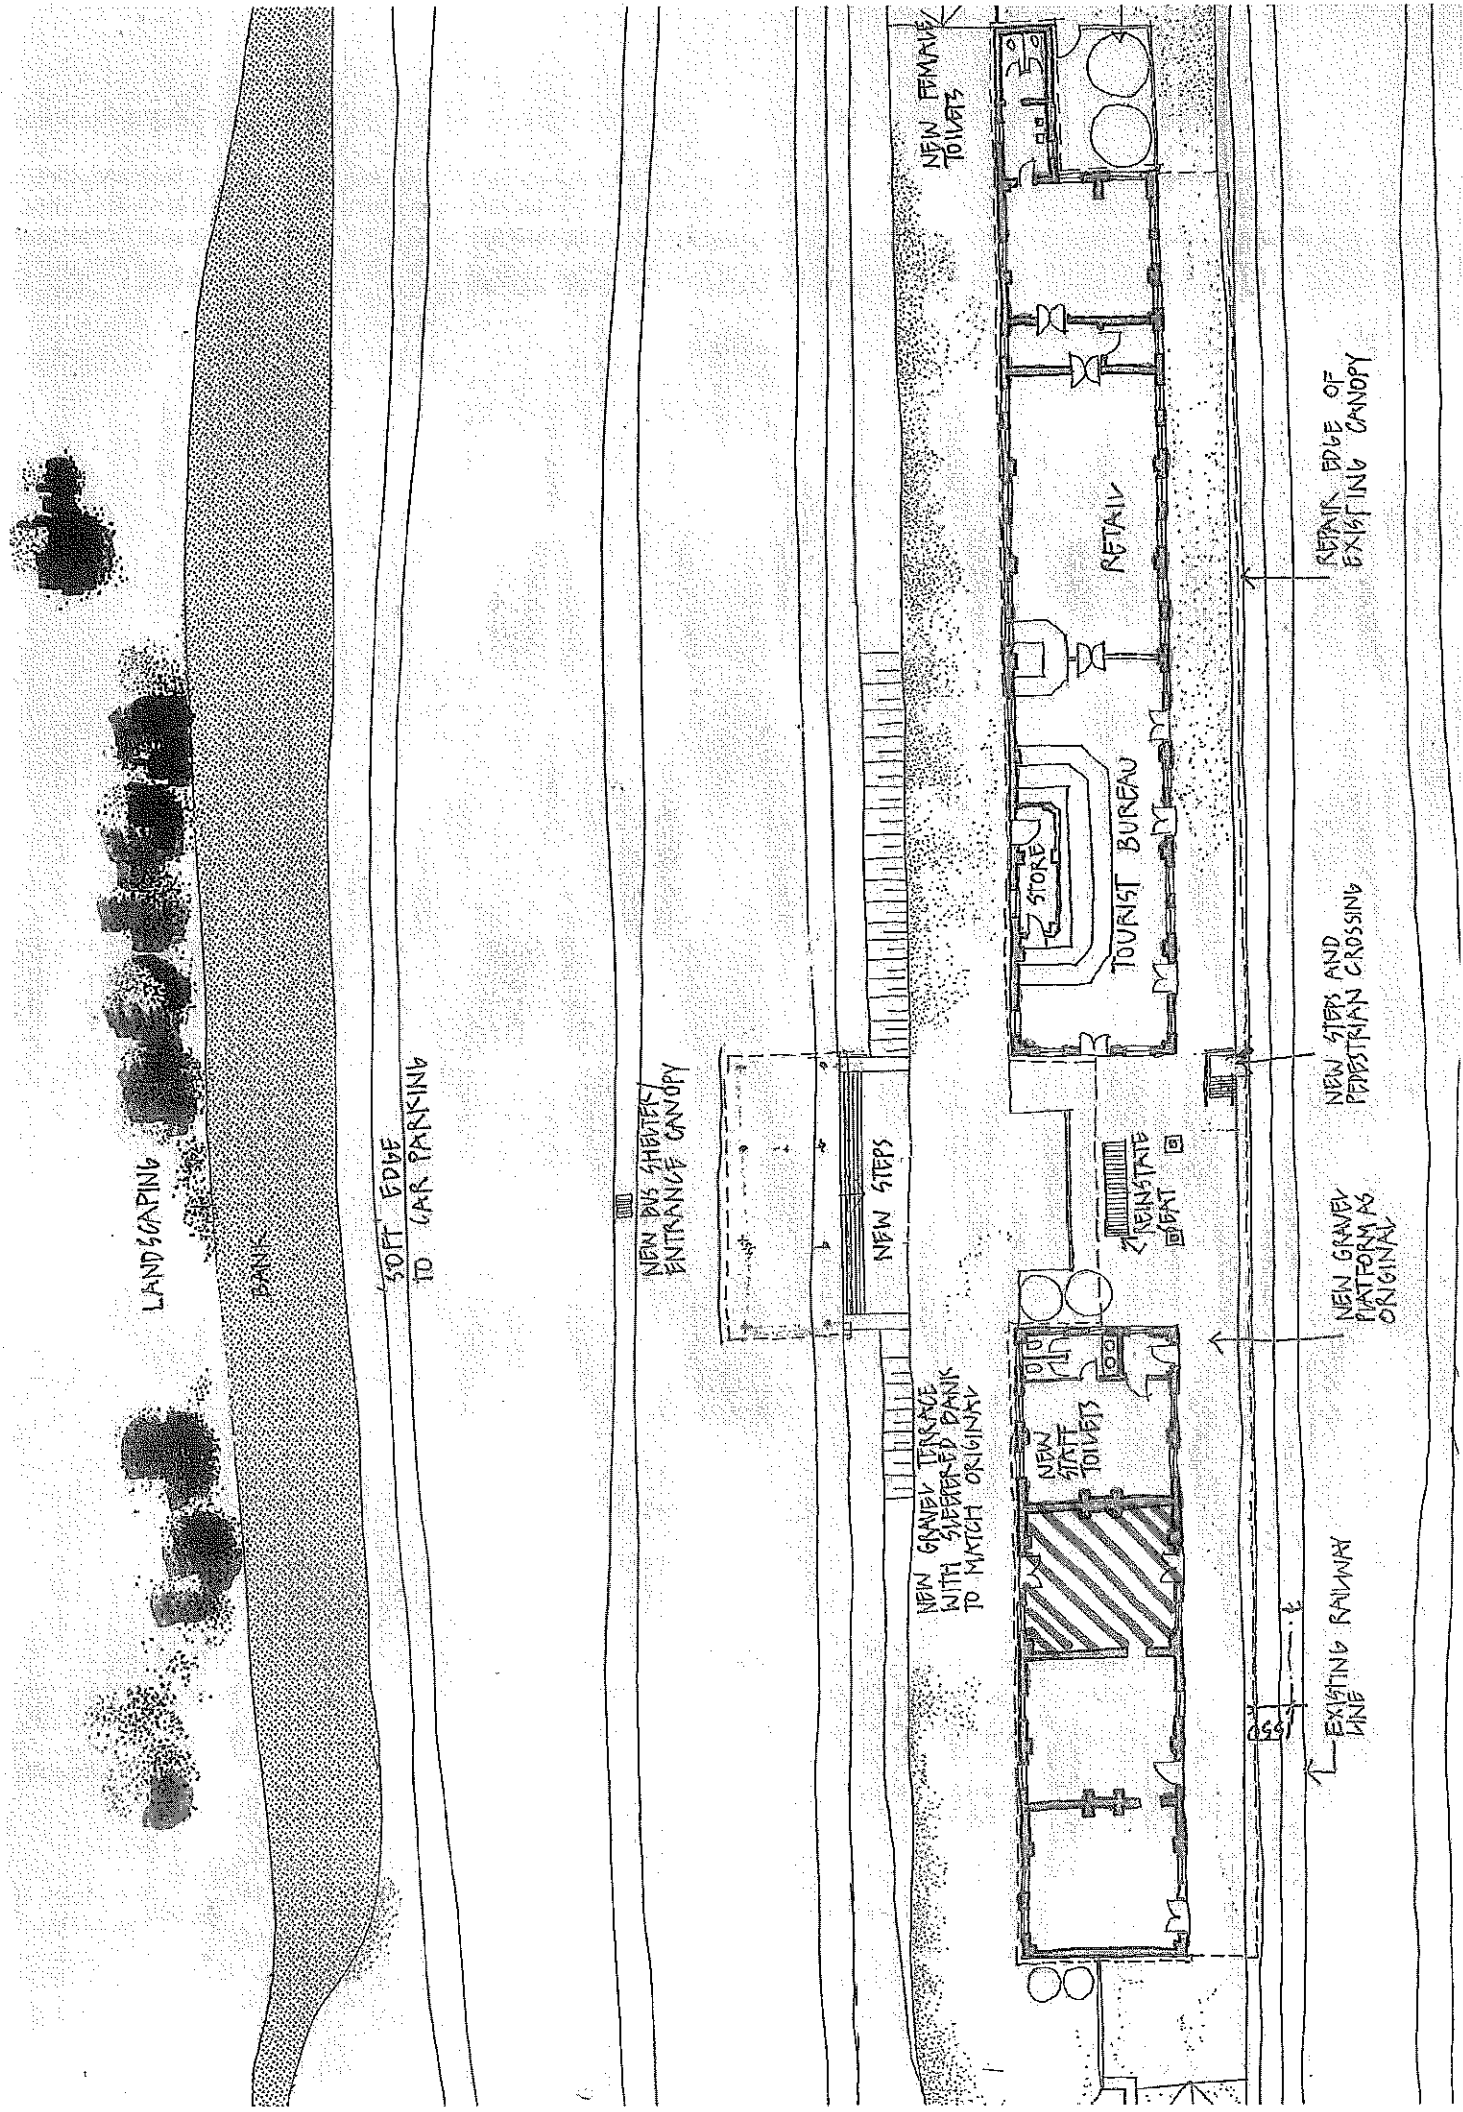 LANDSCAPING
BANK
SOFT EDGE
TO CAR PARKING
NEW BUS SHELTER/
ENTRANCE CANOPY
NEW STEPS
NEW GRAVEL TERRACE
WITH SLEEPERED BANK
TO MATCH ORIGINAL
NEW FEMALE
TOILETS
NEW
STAFF
TOILETS
REINSTATE
SEAT
STORE
TOURIST BUREAU
RETAIL
EXISTING RAILWAY
LINE
NEW GRAVEL
PLATFORM AS
ORIGINAL
NEW STEPS AND
PEDESTRIAN CROSSING
REPAIR EDGE OF
EXISTING CANOPY